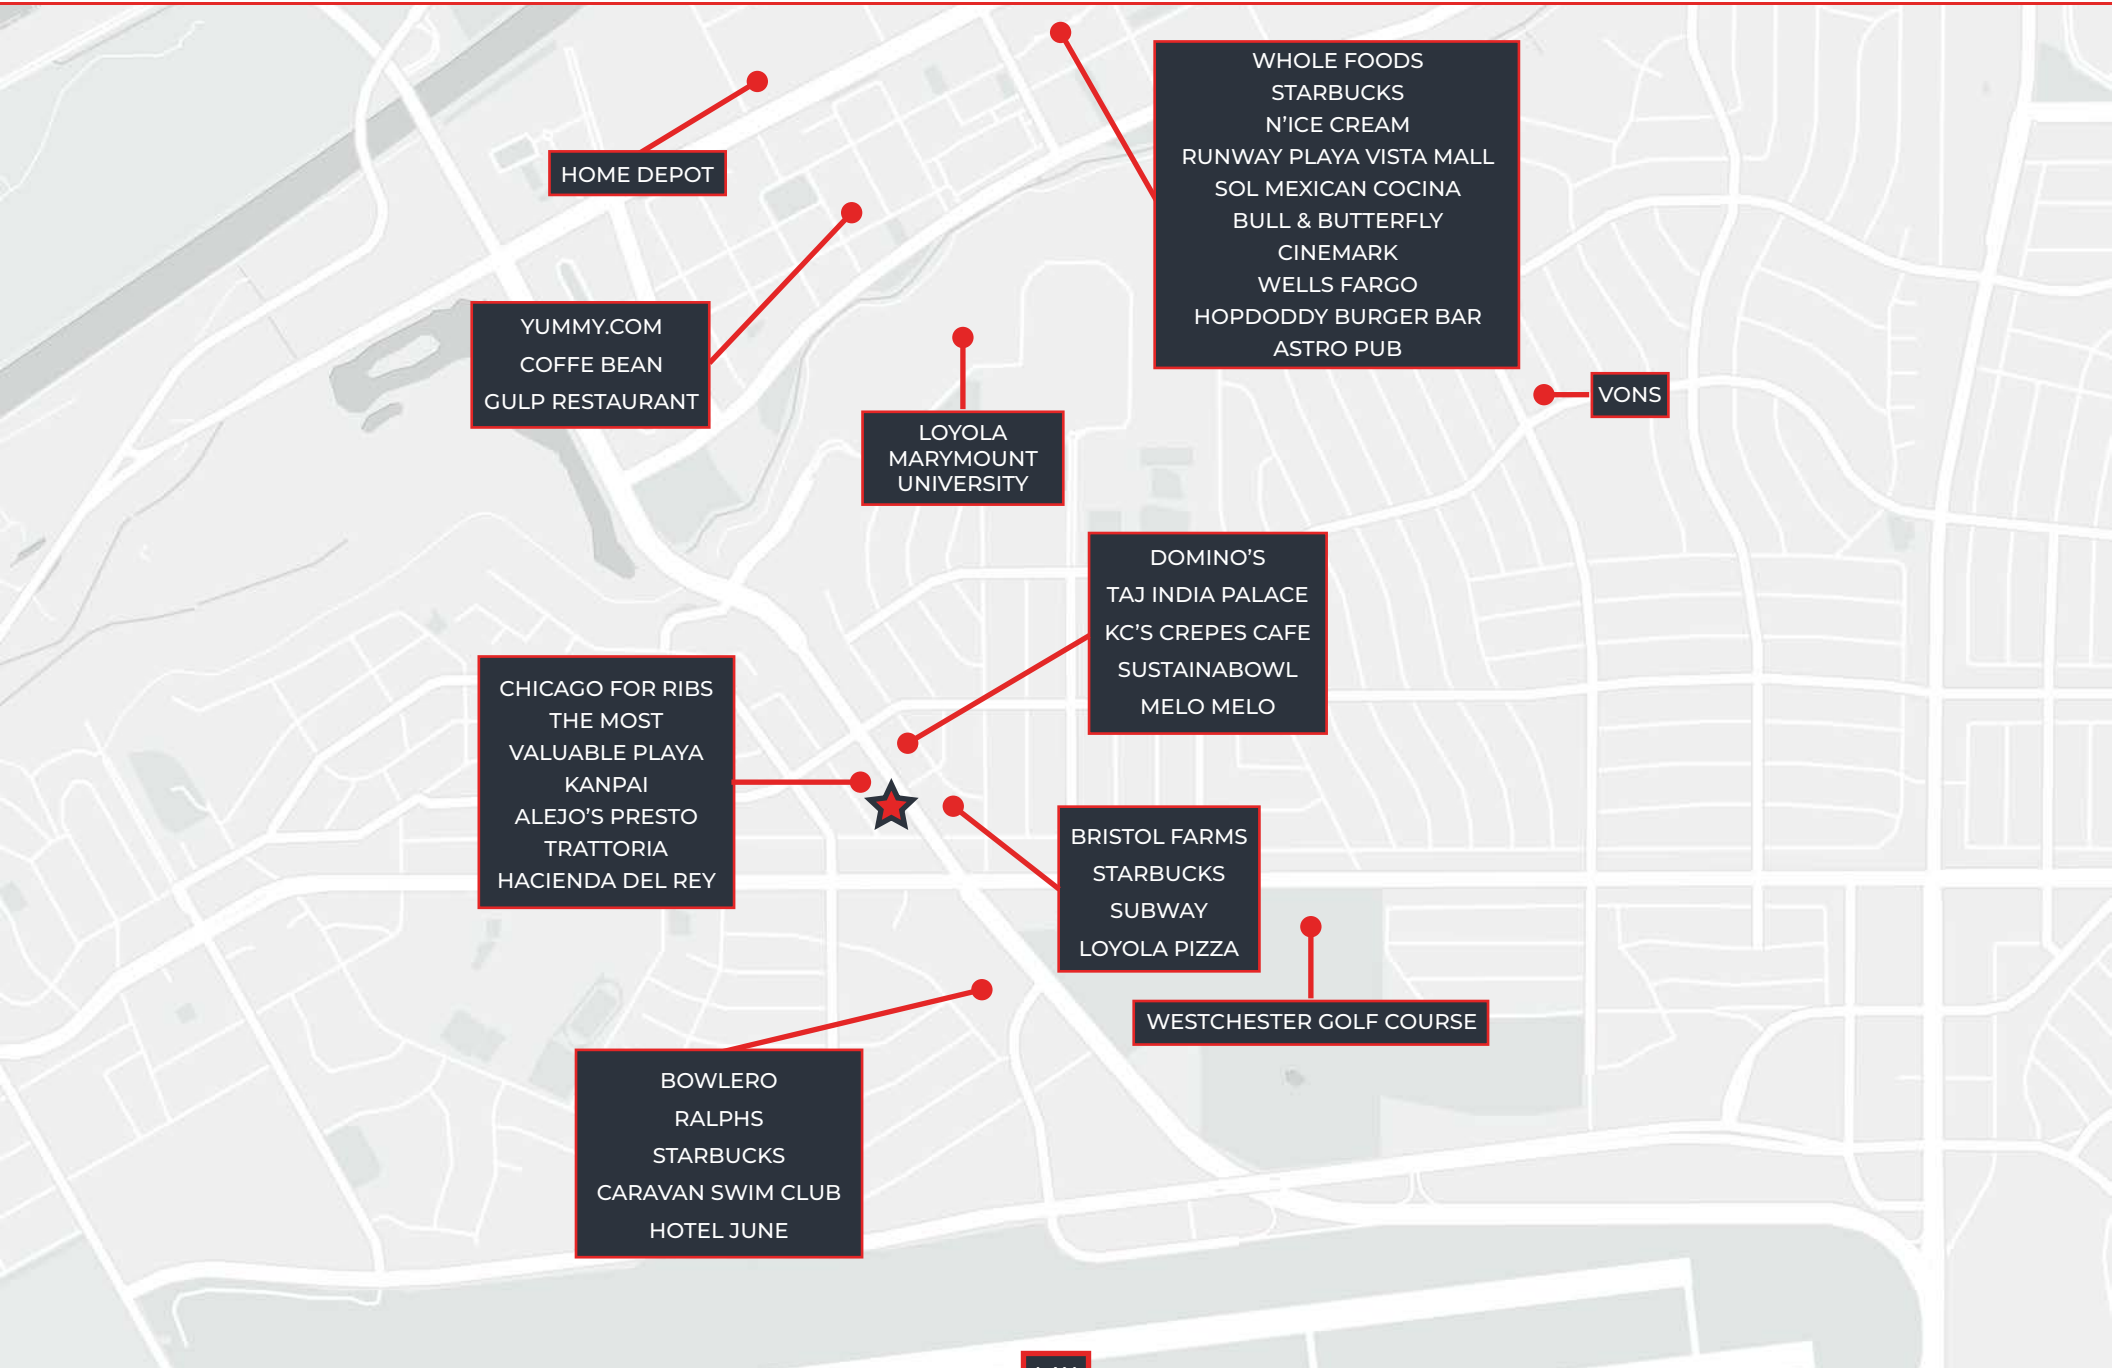 WHOLE FOODS
STARBUCKS
N'ICE CREAM
RUNWAY PLAYA VISTA MALL
SOL MEXICAN COCINA
BULL & BUTTERFLY
CINEMARK
WELLS FARGO
HOPDODDY BURGER BAR
ASTRO PUB
HOME DEPOT
YUMMY.COM
COFFE BEAN
GULP RESTAURANT
LOYOLA
MARYMOUNT
UNIVERSITY
VONS
DOMINO'S
TAJ INDIA PALACE
KC'S CREPES CAFE
SUSTAINABOWL
MELO MELO
CHICAGO FOR RIBS
THE MOST
VALUABLE PLAYA
KANPAI
ALEJO'S PRESTO
TRATTORIA
HACIENDA DEL REY
BRISTOL FARMS
STARBUCKS
SUBWAY
LOYOLA PIZZA
WESTCHESTER GOLF COURSE
BOWLERO
RALPHS
STARBUCKS
CARAVAN SWIM CLUB
HOTEL JUNE